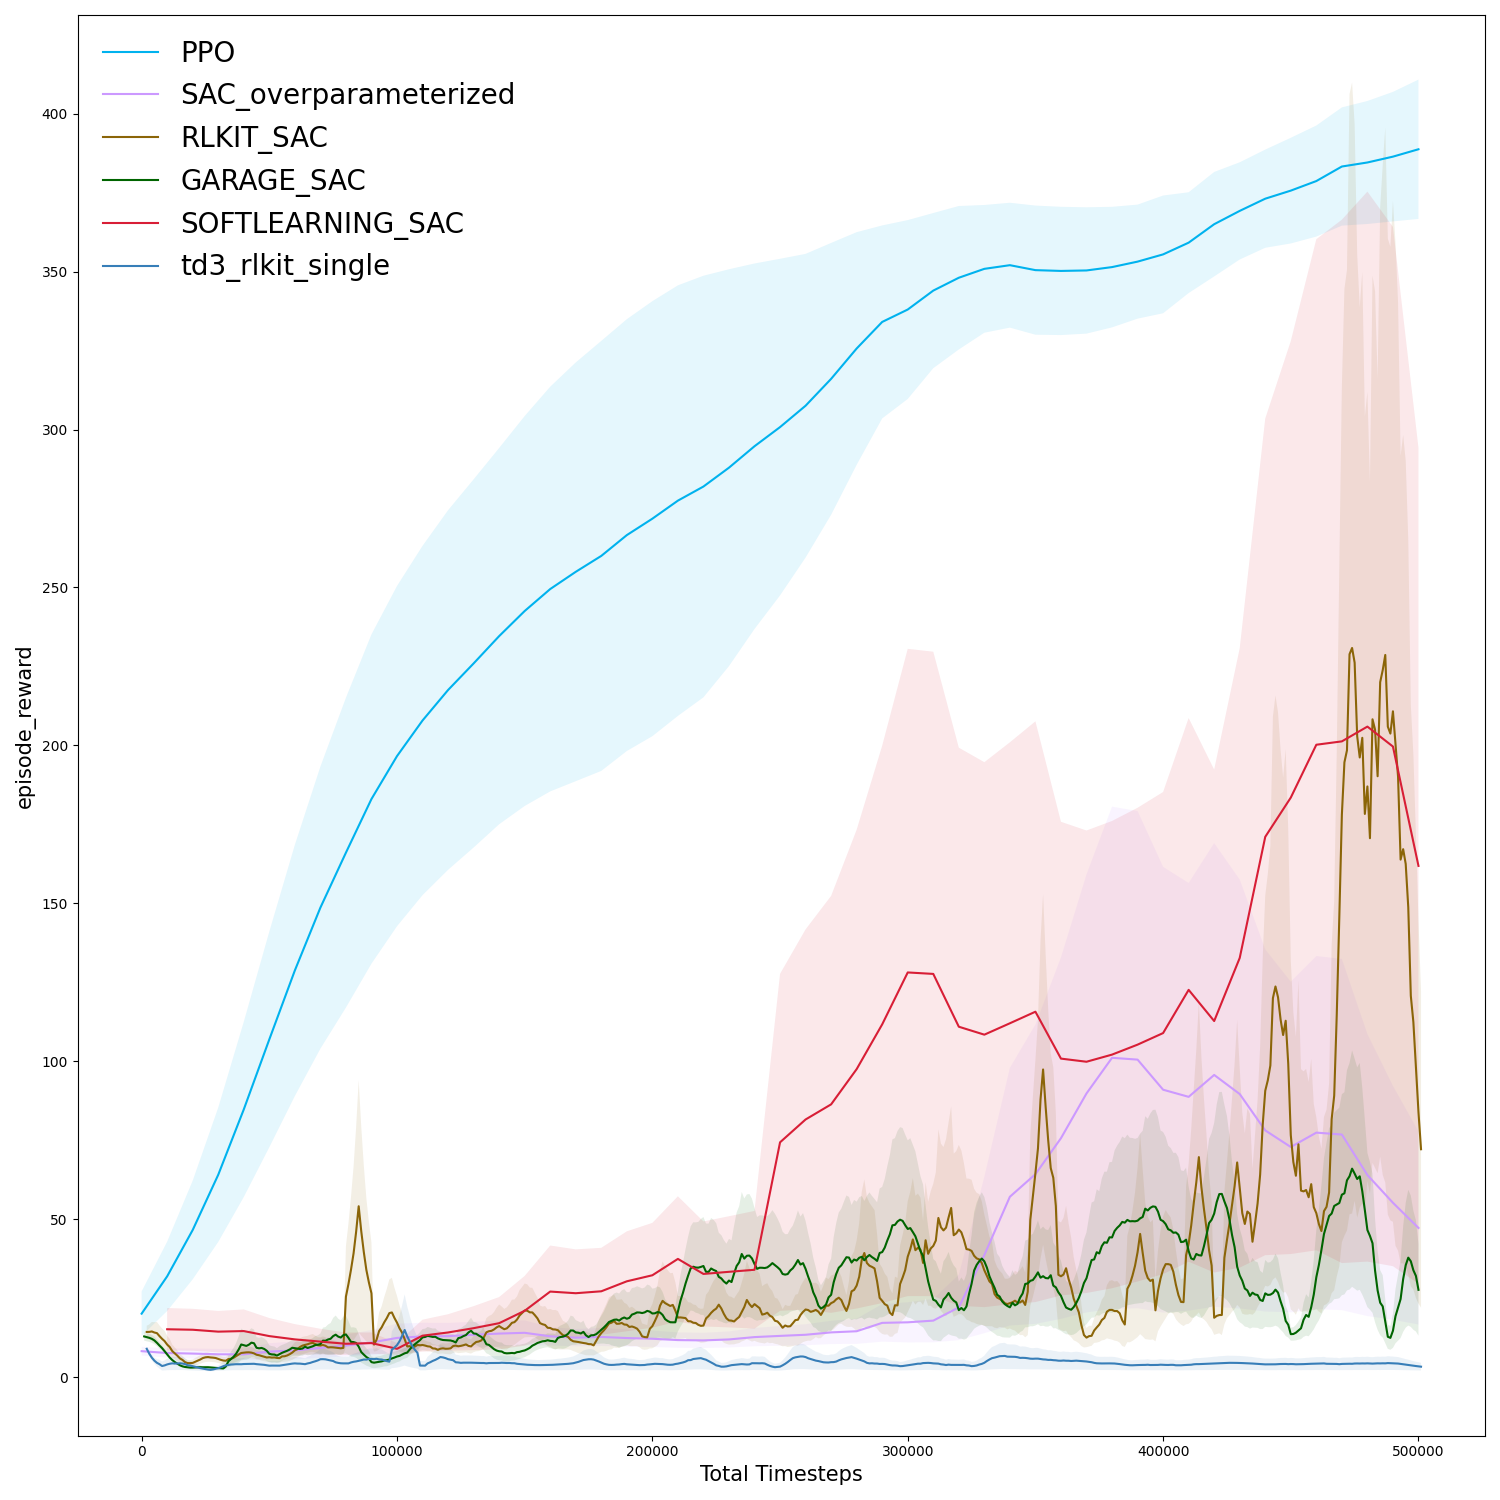 PPO
SAC_overparameterized
RLKIT_SAC
GARAGE_SAC
SOFTLEARNING_SAC
td3_rlkit_single
400
350
300
250
200
150
100
50
0
episode_reward
0 100000 200000 300000 400000 500000
Total Timesteps